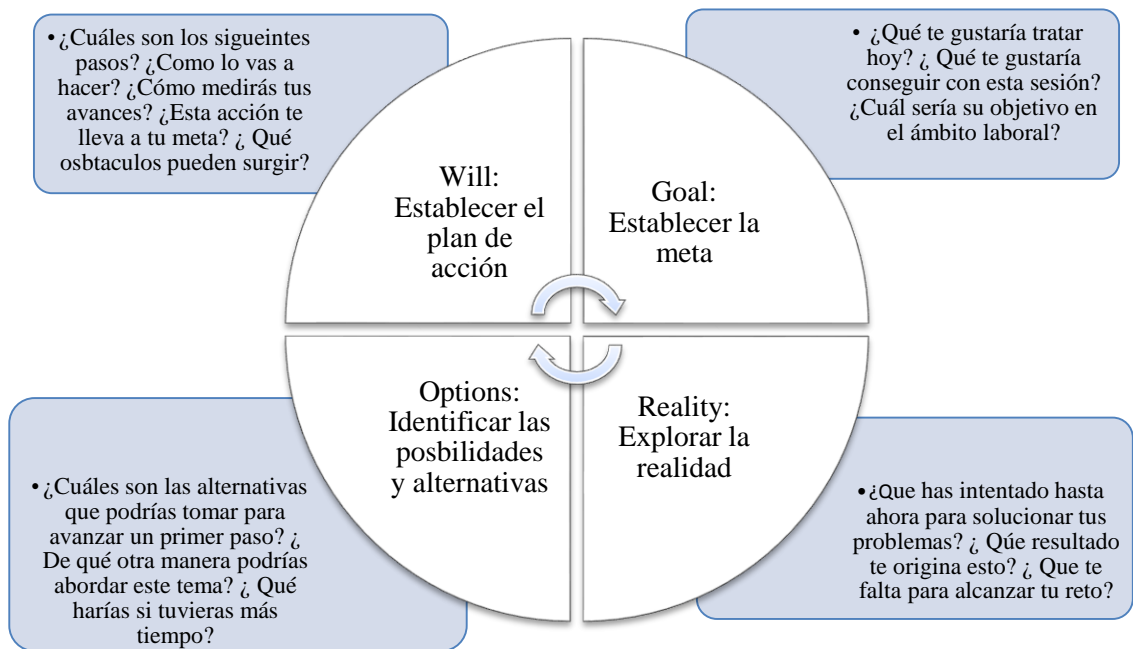 •¿Cuáles son los sigueintes
pasos? ¿Como lo vas a
hacer? ¿Cómo medirás tus
avances? ¿Esta acción te
lleva a tu meta? ¿ Qué
osbtaculos pueden surgir?
• ¿Qué te gustaría tratar
hoy? ¿ Qué te gustaría
conseguir con esta sesión?
¿Cuál sería su objetivo en
el ámbito laboral?
Will:
Establecer el
plan de
acción
Goal:
Establecer la
meta
Options:
Identificar las
posbilidades
y alternativas
Reality:
Explorar la
realidad
•¿Cuáles son las alternativas
que podrías tomar para
avanzar un primer paso? ¿
De qué otra manera podrías
abordar este tema? ¿ Qué
harías si tuvieras más
tiempo?
•¿Que has intentado hasta
ahora para solucionar tus
problemas? ¿ Qúe resultado
te origina esto? ¿ Que te
falta para alcanzar tu reto?